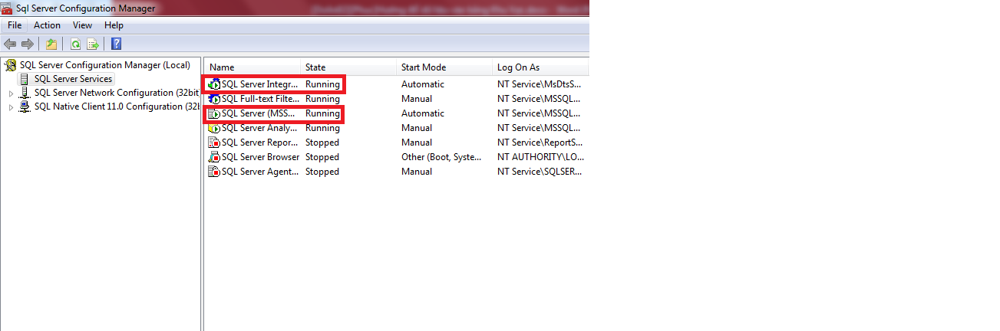 Sql Server Configuration Manager
File Action View Help
SQL Server Configuration Manager (Local)
SQL Server Services
SQL Server Network Configuration (32bit
SQL Native Client 11.0 Configuration (32
Name State Start Mode Log On As
SQL Server Integr... Running Automatic NT Service\MsDtsS...
SQL Full-text Filte... Running Manual NT Service\MSSQL...
SQL Server (MSS... Running Automatic NT Service\MSSQL...
SQL Server Analy... Running Manual NT Service\MSSQL...
SQL Server Repor... Stopped Manual NT Service\ReportS...
SQL Server Browser Stopped Other (Boot, Syste... NT AUTHORITY\LO...
SQL Server Agent... Stopped Manual NT Service\SQLSER...